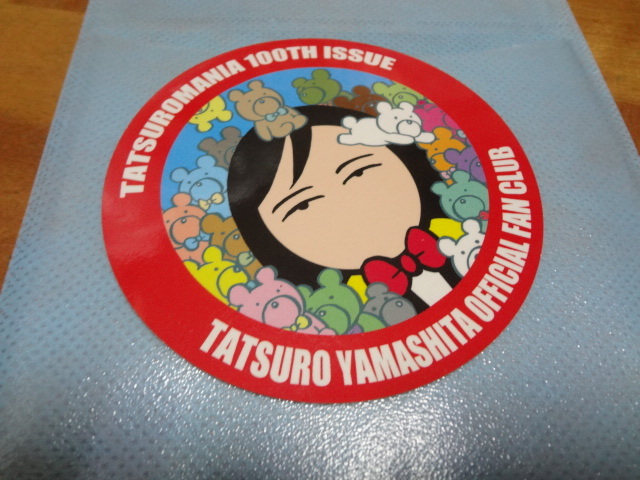 TATSUROMANIA 100TH ISSUE
TATSURO YAMASHITA OFFICIAL FAN CLUB